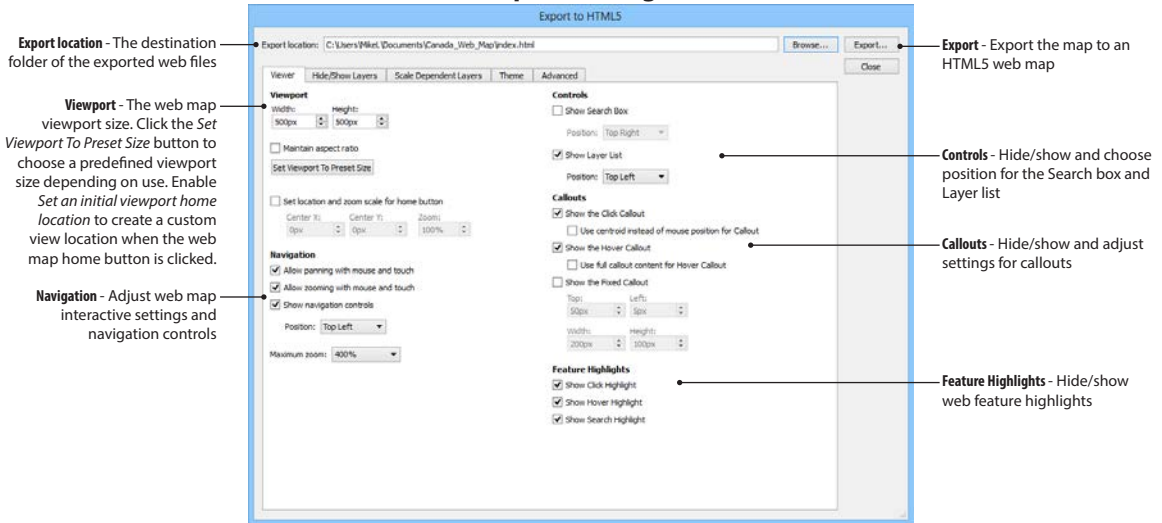 Export to HTML5
Export location - The destination
folder of the exported web files
Viewport - The web map
viewport size. Click the Set
Viewport To Preset Size button to
choose a predefined viewport
size depending on use. Enable
Set an initial viewport home
location to create a custom
view location when the web
map home button is clicked.
Navigation - Adjust web map
interactive settings and
navigation controls
Export location: C:\Users\MikeL\Documents\Canada_Web_Map\index.html
Browse...
Export...
Close
Viewer Hide/Show Layers Scale Dependent Layers Theme Advanced
Viewport
Width: Height:
500px 500px
Maintain aspect ratio
Set Viewport To Preset Size
Set location and zoom scale for home button
Center X: Center Y: Zoom:
0px 0px 100%
Navigation
Allow panning with mouse and touch
Allow zooming with mouse and touch
Show navigation controls
Position: Top Left
Maximum zoom: 400%
Controls
Show Search Box
Position: Top Right
Show Layer List
Position: Top Left
Callouts
Show the Click Callout
Use centroid instead of mouse position for Callout
Show the Hover Callout
Use full callout content for Hover Callout
Show the Fixed Callout
Top: Left:
50px 5px
Width: Height:
200px 100px
Feature Highlights
Show Click Highlight
Show Hover Highlight
Show Search Highlight
Export - Export the map to an
HTML5 web map
Controls - Hide/show and choose
position for the Search box and
Layer list
Callouts - Hide/show and adjust
settings for callouts
Feature Highlights - Hide/show
web feature highlights